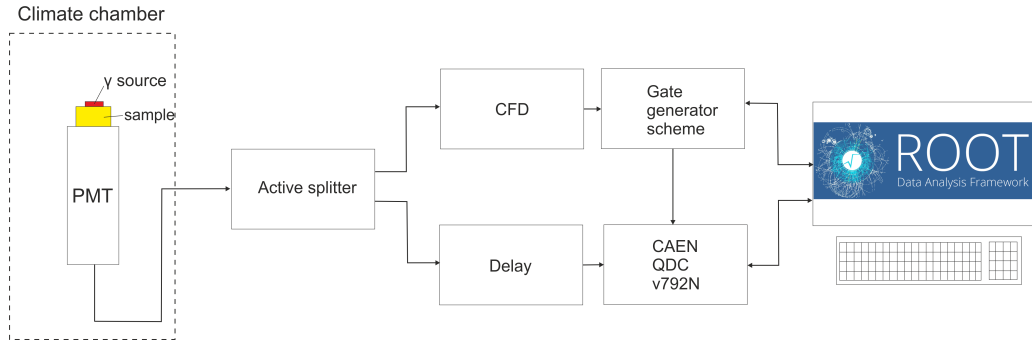 Climate chamber
γ source
sample
PMT
Active splitter
CFD
Gate
generator
scheme
Delay
CAEN
QDC
v792N
√
ROOT
Data Analysis Framework